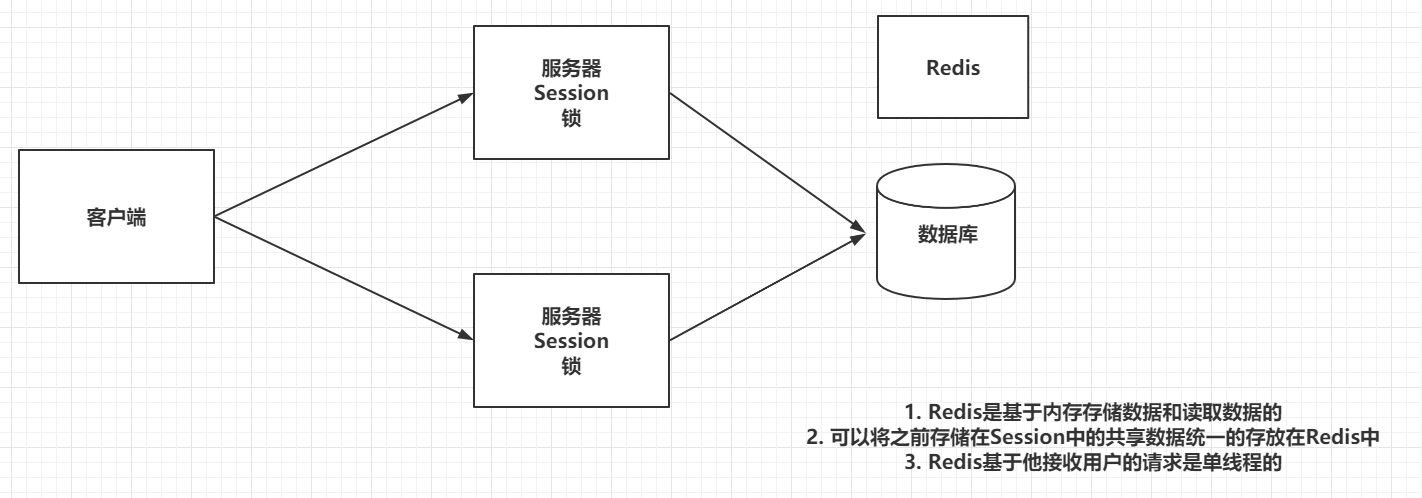 客户端
服务器
Session
锁
服务器
Session
锁
Redis
数据库
1. Redis是基于内存存储数据和读取数据的
2. 可以将之前存储在Session中的共享数据统一的存放在Redis中
3. Redis基于他接收用户的请求是单线程的